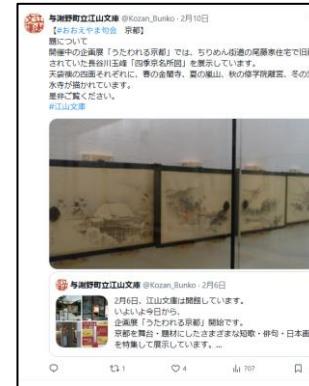 与謝野町立江山文庫 @Kozan_Bunko・2月10日
【#おおえやま句会 京都】
題について
開催中の企画展「うたわれる京都」では、ちりめん街道の尾藤家住宅で旧
されていた長谷川玉峰「四季京名所図」を展示しています。
天袋襖の四面それぞれに、春の金閣寺、夏の嵐山、秋の修学院離宮、冬の
水寺が描かれています。
是非ご覧ください。
#江山文庫
与謝野町立江山文庫 @Kozan_Bunko・2月6日
2月6日、江山文庫は開館しています。
いよいよ今日から、
企画展「うたわれる京都」開始です。
京都を舞台・題材にしたさまざまな短歌・俳句・日本画
を特集して展示しています。...
1 4 707